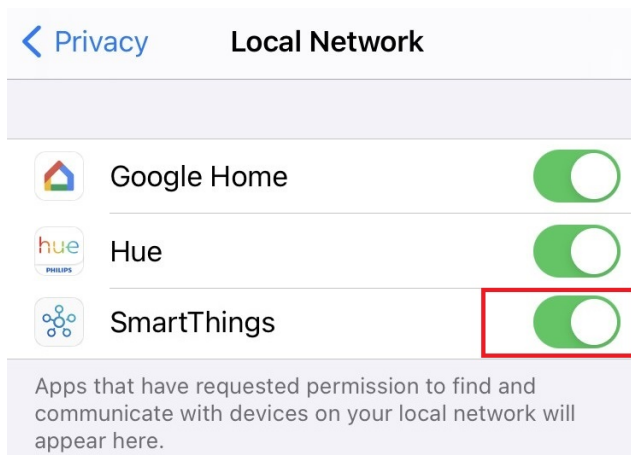 Privacy Local Network
Google Home
hue
PHILIPS
Hue
SmartThings
Apps that have requested permission to find and
communicate with devices on your local network will
appear here.